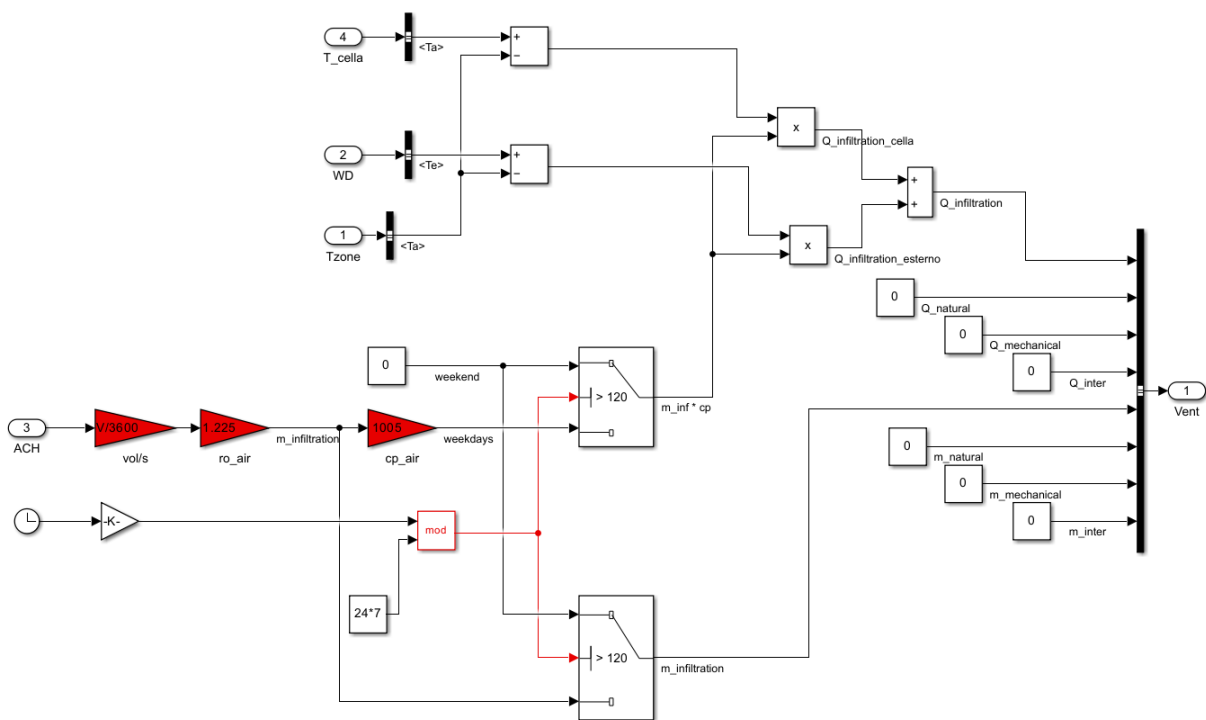 4
T_cella
<Ta>
+
−
2
WD
<Te>
+
−
1
Tzone
<Ta>
x
Q_infiltration_cella
x
Q_infiltration_esterno
+
+
Q_infiltration
0
Q_natural
0
Q_mechanical
0
Q_inter
0
weekend
> 120
m_inf * cp
1
Vent
3
ACH
V/3600
vol/s
1.225
ro_air
m_infiltration
1005
cp_air
weekdays
0
m_natural
0
m_mechanical
0
m_inter
-K-
mod
24*7
> 120
m_infiltration